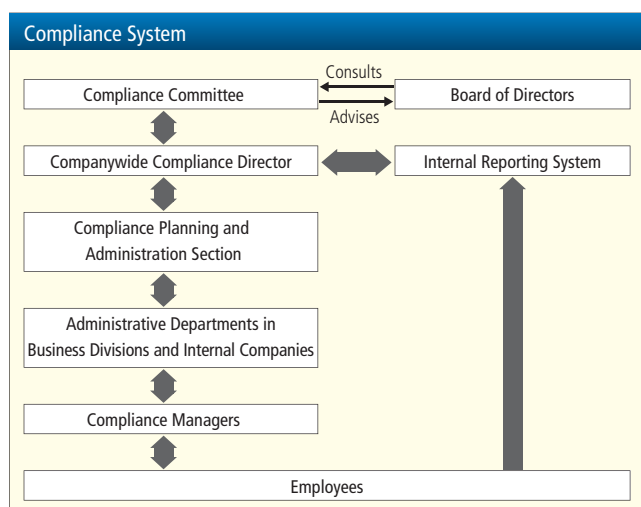 Compliance System
Consults
Compliance Committee
Board of Directors
Advises
Companywide Compliance Director
Internal Reporting System
Compliance Planning and
Administration Section
Administrative Departments in
Business Divisions and Internal Companies
Compliance Managers
Employees